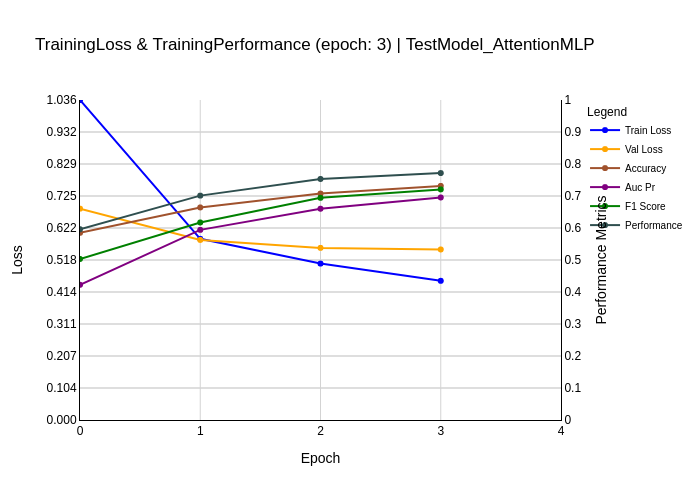 TrainingLoss & TrainingPerformance (epoch: 3) | TestModel_AttentionMLP
1.036
0.932
0.829
0.725
0.622
0.518
0.414
0.311
0.207
0.104
0.000
Loss
0
1
2
3
4
Epoch
1
0.9
0.8
0.7
0.6
0.5
0.4
0.3
0.2
0.1
0
Performance Metrics
Legend
Train Loss
Val Loss
Accuracy
Auc Pr
F1 Score
Performance